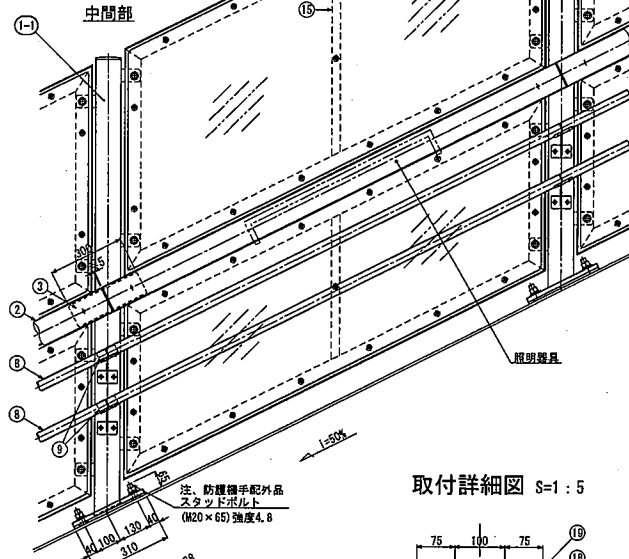 中間部
1-1
15
300
15
3
2
8
8
9
照明器具
i=50%
65
注、防護柵手配外品
スタッドボルト
(M20×65)強度4.8
40 100 130 40
310
取付詳細図 S=1:5
75 100 75
19
18